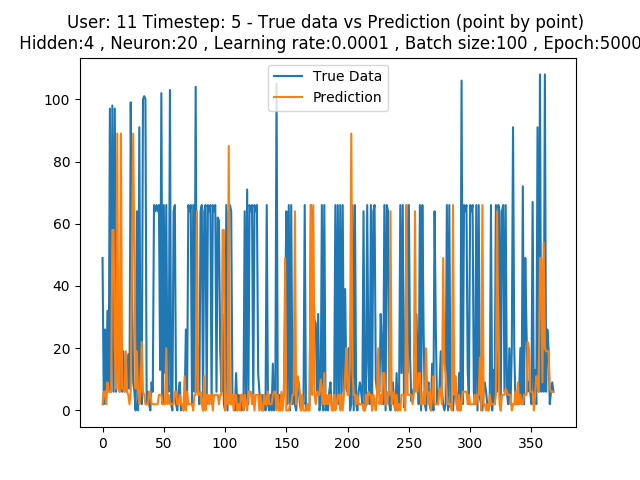 User: 11 Timestep: 5 - True data vs Prediction (point by point)
Hidden:4 , Neuron:20 , Learning rate:0.0001 , Batch size:100 , Epoch:5000
True Data
Prediction
100
80
60
40
20
0
0 50 100 150 200 250 300 350